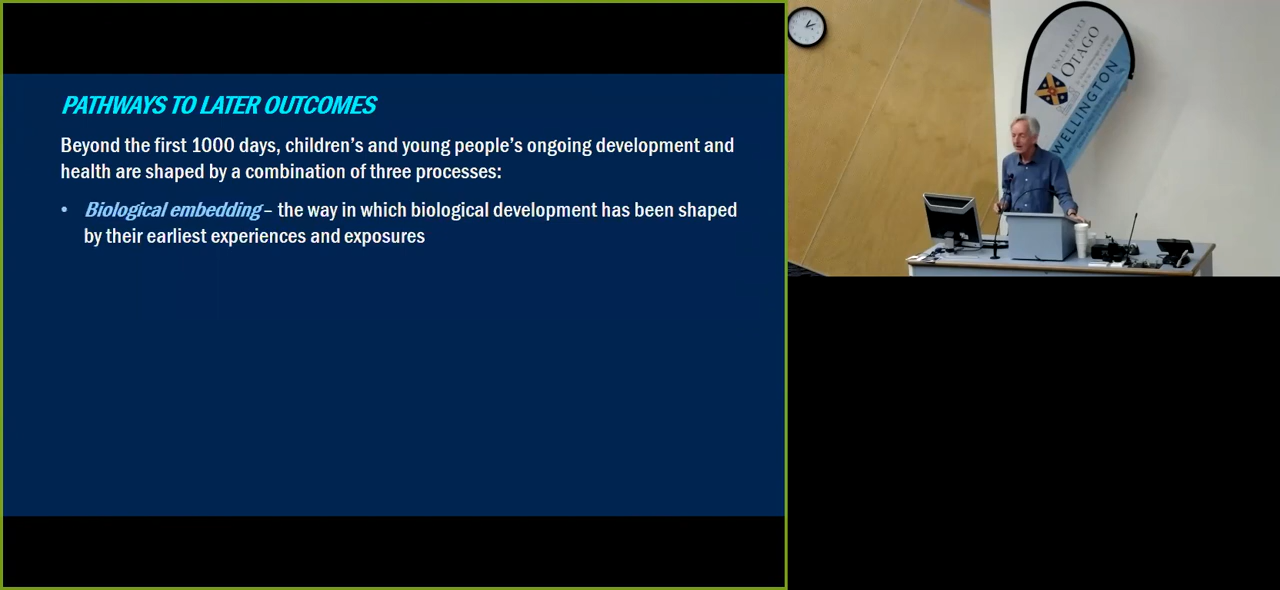 PATHWAYS TO LATER OUTCOMES
Beyond the first 1000 days, children’s and young people’s ongoing development and
health are shaped by a combination of three processes:
• Biological embedding – the way in which biological development has been shaped
by their earliest experiences and exposures
UNIVERSITY
OTAGO
WELLINGTON